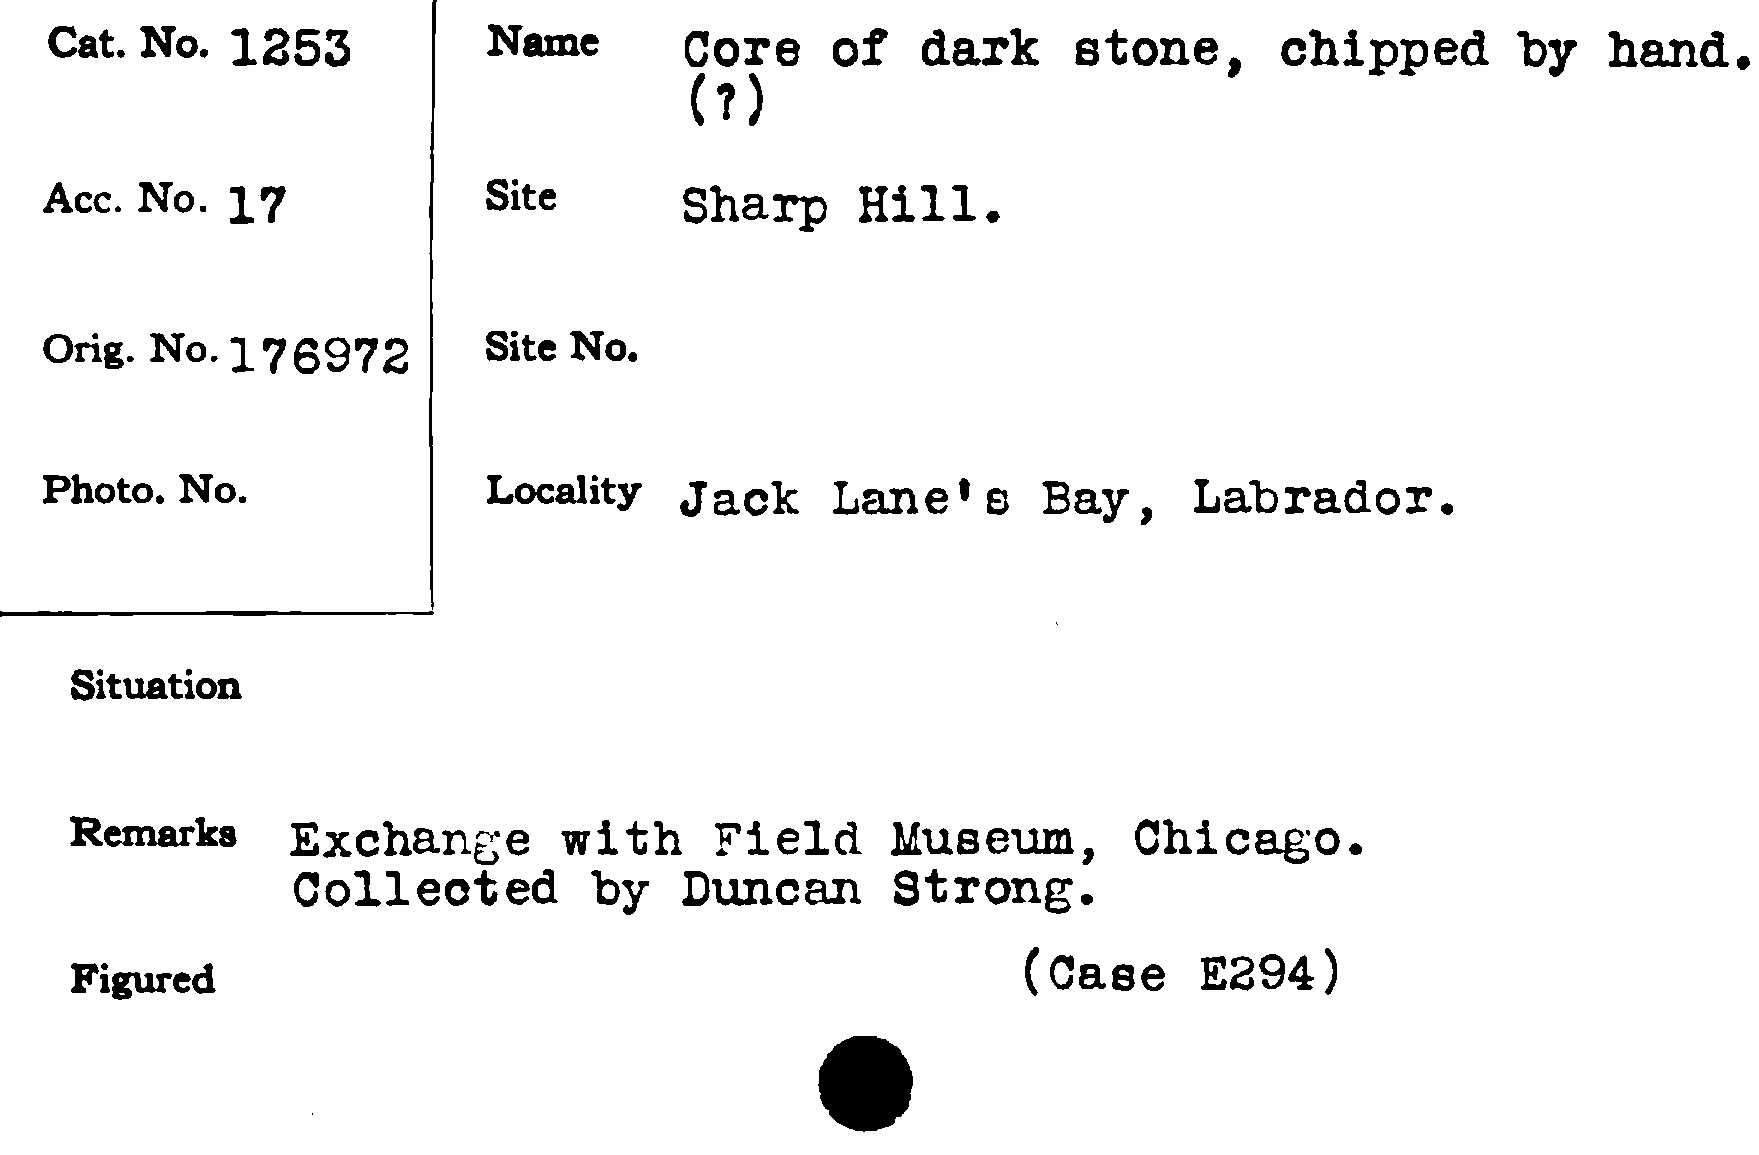 Cat. No. 1253
Name Core of dark stone, chipped by hand.
(?)
Acc. No. 17
Site Sharp Hill.
Orig. No. 176972
Site No.
Photo. No.
Locality Jack Lane's Bay, Labrador.
Situation
Remarks Exchange with Field Museum, Chicago.
Collected by Duncan Strong.
Figured (Case E294)